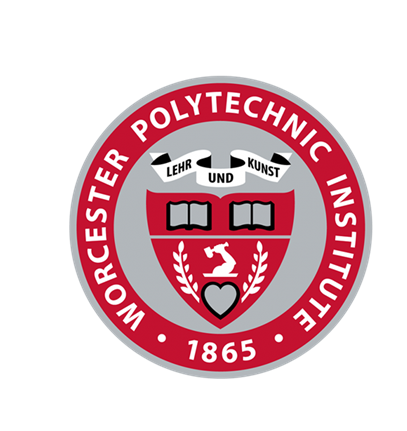 WORCESTER POLYTECHNIC INSTITUTE
LEHR UND KUNST
• 1865 •